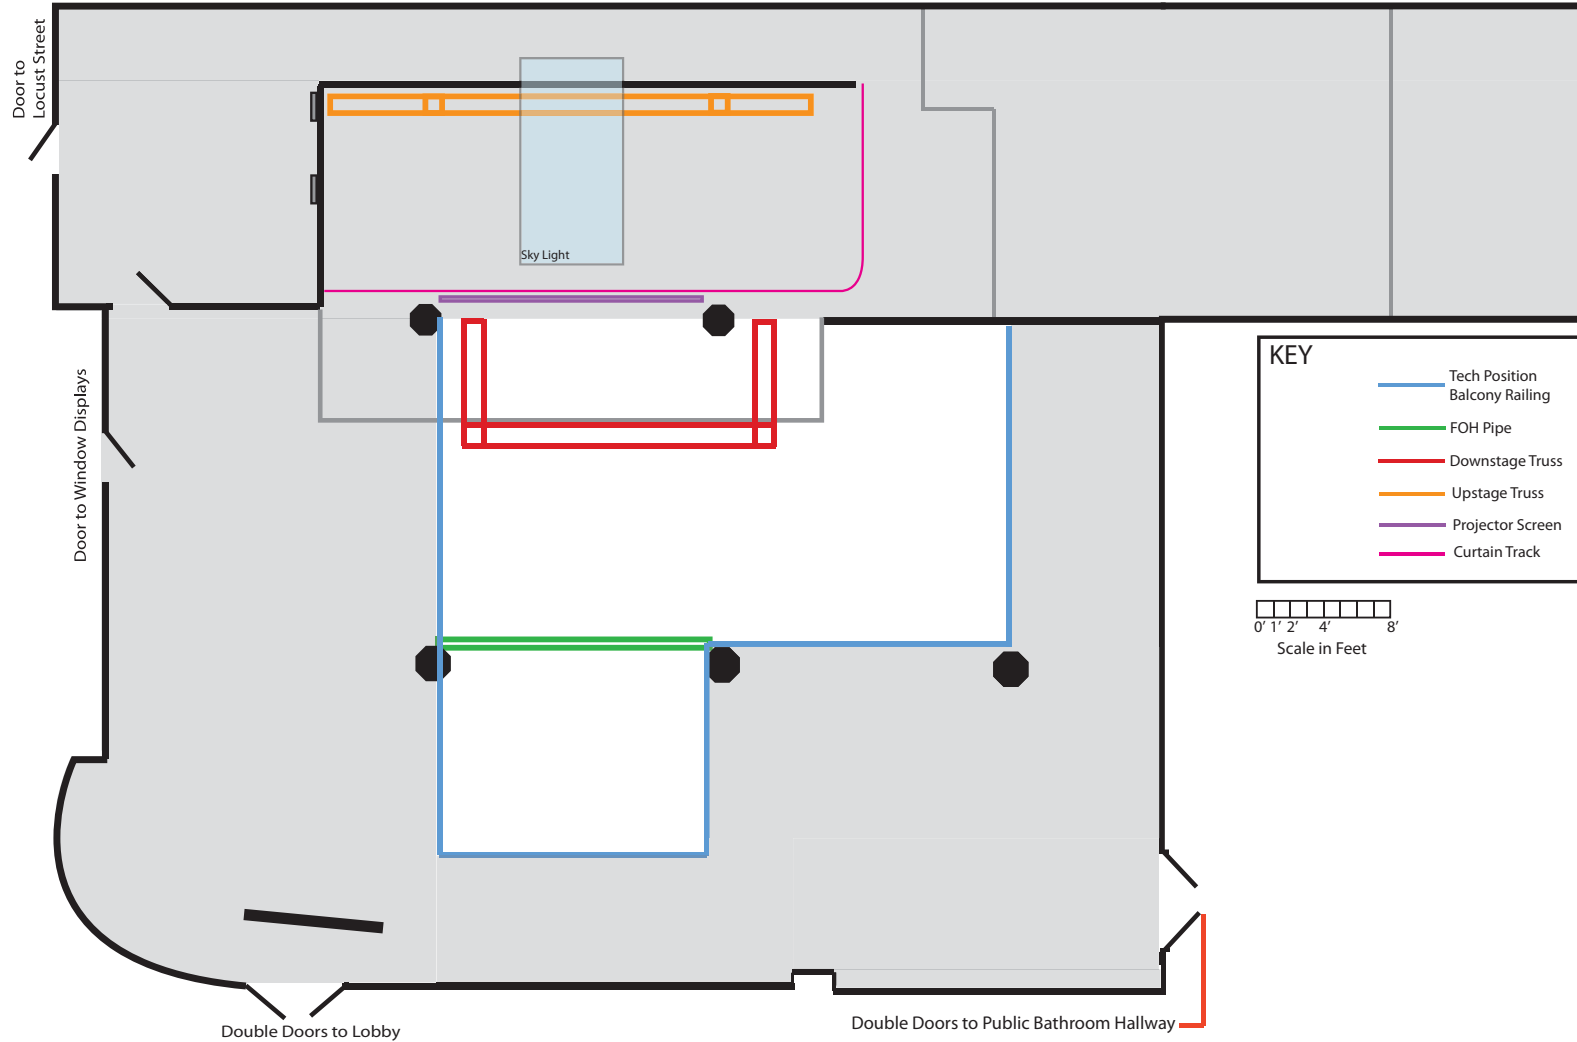 Door to
Locust Street
Sky Light
Door to Window Displays
KEY
Tech Position
Balcony Railing
FOH Pipe
Downstage Truss
Upstage Truss
Projector Screen
Curtain Track
0’ 1’ 2’ 4’ 8’
Scale in Feet
Double Doors to Lobby
Double Doors to Public Bathroom Hallway